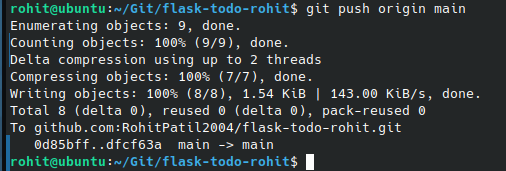 rohit@ubuntu:~/Git/flask-todo-rohit$ git push origin main
Enumerating objects: 9, done.
Counting objects: 100% (9/9), done.
Delta compression using up to 2 threads
Compressing objects: 100% (7/7), done.
Writing objects: 100% (8/8), 1.54 KiB | 143.00 KiB/s, done.
Total 8 (delta 0), reused 0 (delta 0), pack-reused 0
To github.com:RohitPatil2004/flask-todo-rohit.git
   0d85bff..dfcf63a  main -> main
rohit@ubuntu:~/Git/flask-todo-rohit$